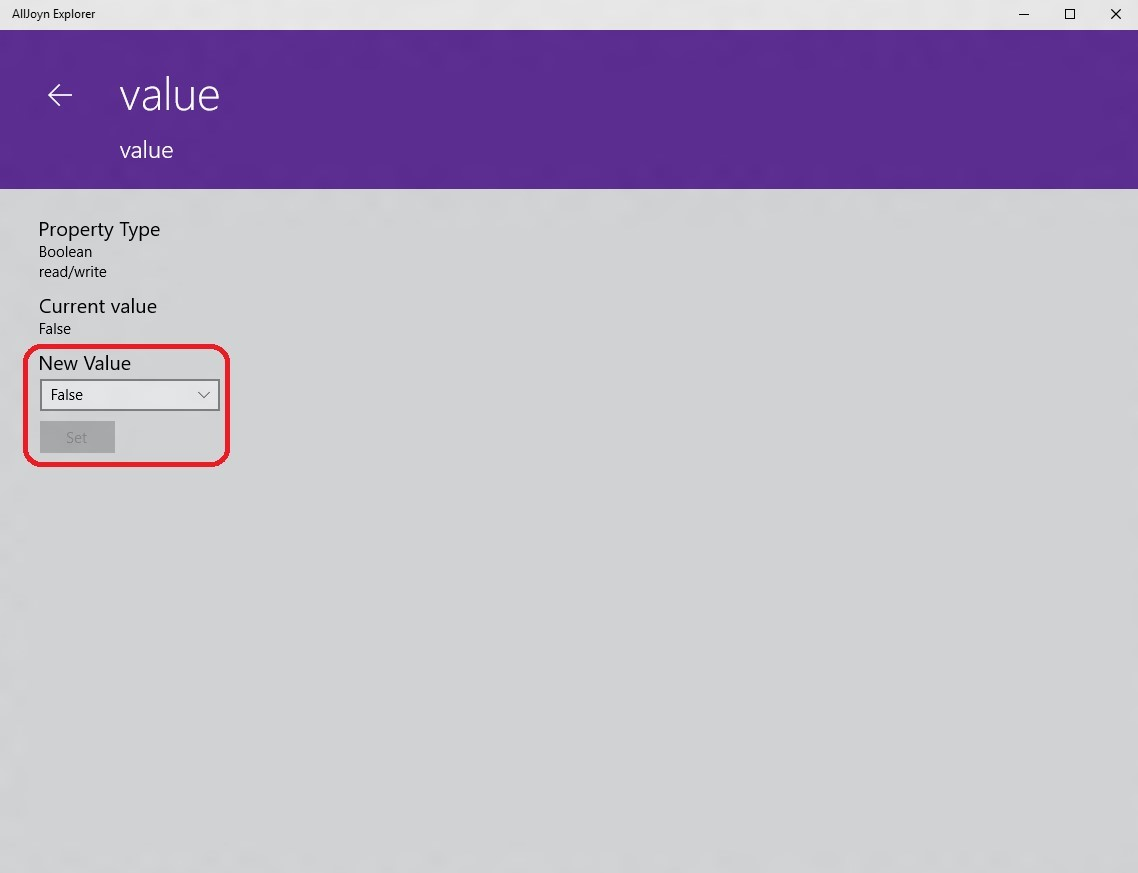 AllJoyn Explorer
value
value
Property Type
Boolean
read/write
Current value
False
New Value
False
Set